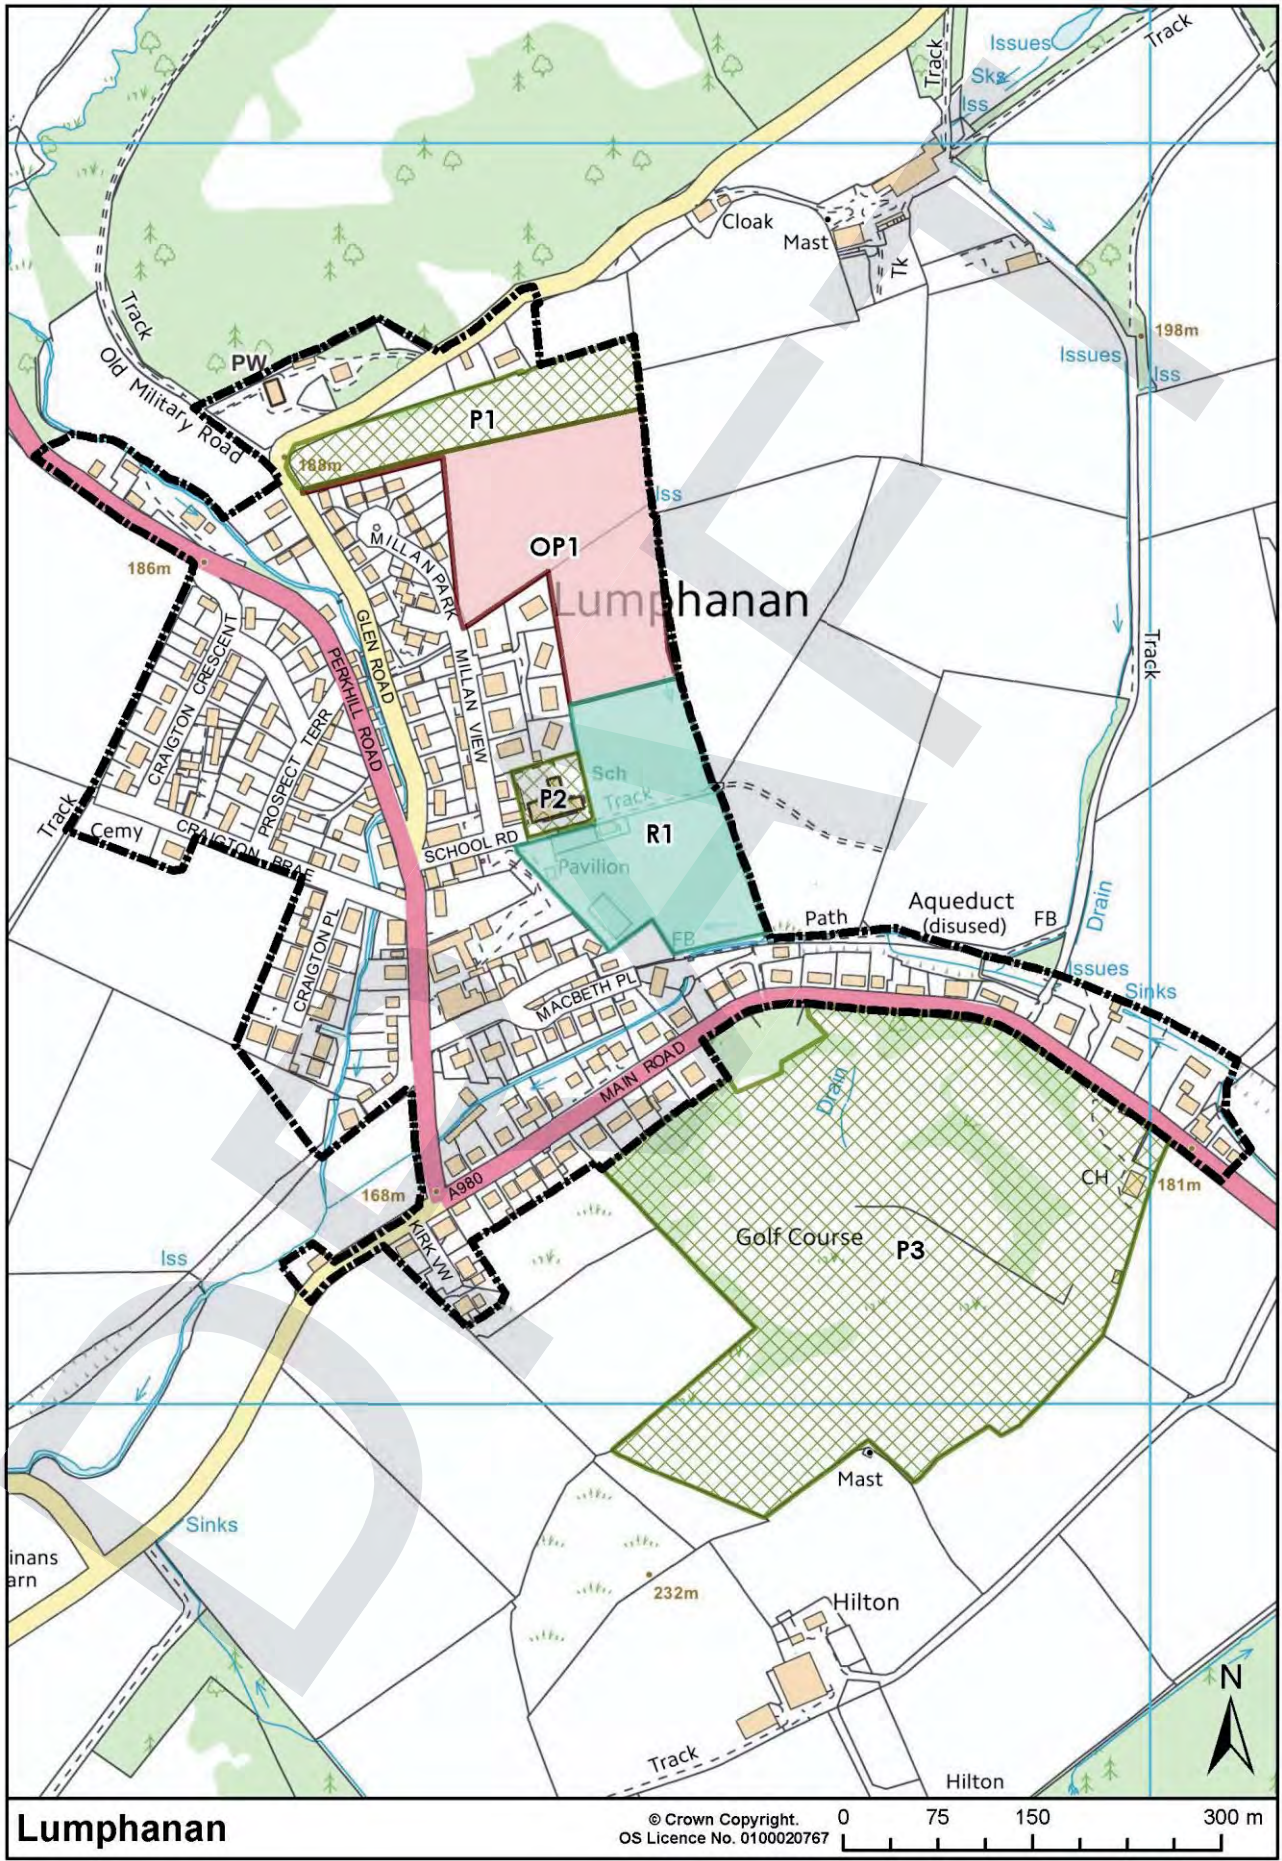 Track
Issues
Track
Sks
Iss
Cloak
Mast
Tk
Track
198m
Issues
Iss
Old Military Road
PW
P1
188m
Iss
OP1
MILLAN PARK
186m
Lumphanan
GLEN ROAD
CRAIGTON CRESCENT
PERKHILL ROAD
MILLAN VIEW
Track
PROSPECT TERR
Sch
P2
Track
R1
Track
Cemy
CRAIGTON BRAE
SCHOOL RD
Pavilion
Drain
Path
Aqueduct
(disused)
FB
CRAIGTON PL
FB
Issues
Sinks
MACBETH PL
MAIN ROAD
Drain
A980
168m
CH
181m
KIRK VW
Golf Course
P3
Iss
Mast
Sinks
inans
arn
232m
Hilton
N
Track
Hilton
DRAFT
Lumphanan
© Crown Copyright.
OS Licence No. 0100020767
0 75 150 300 m